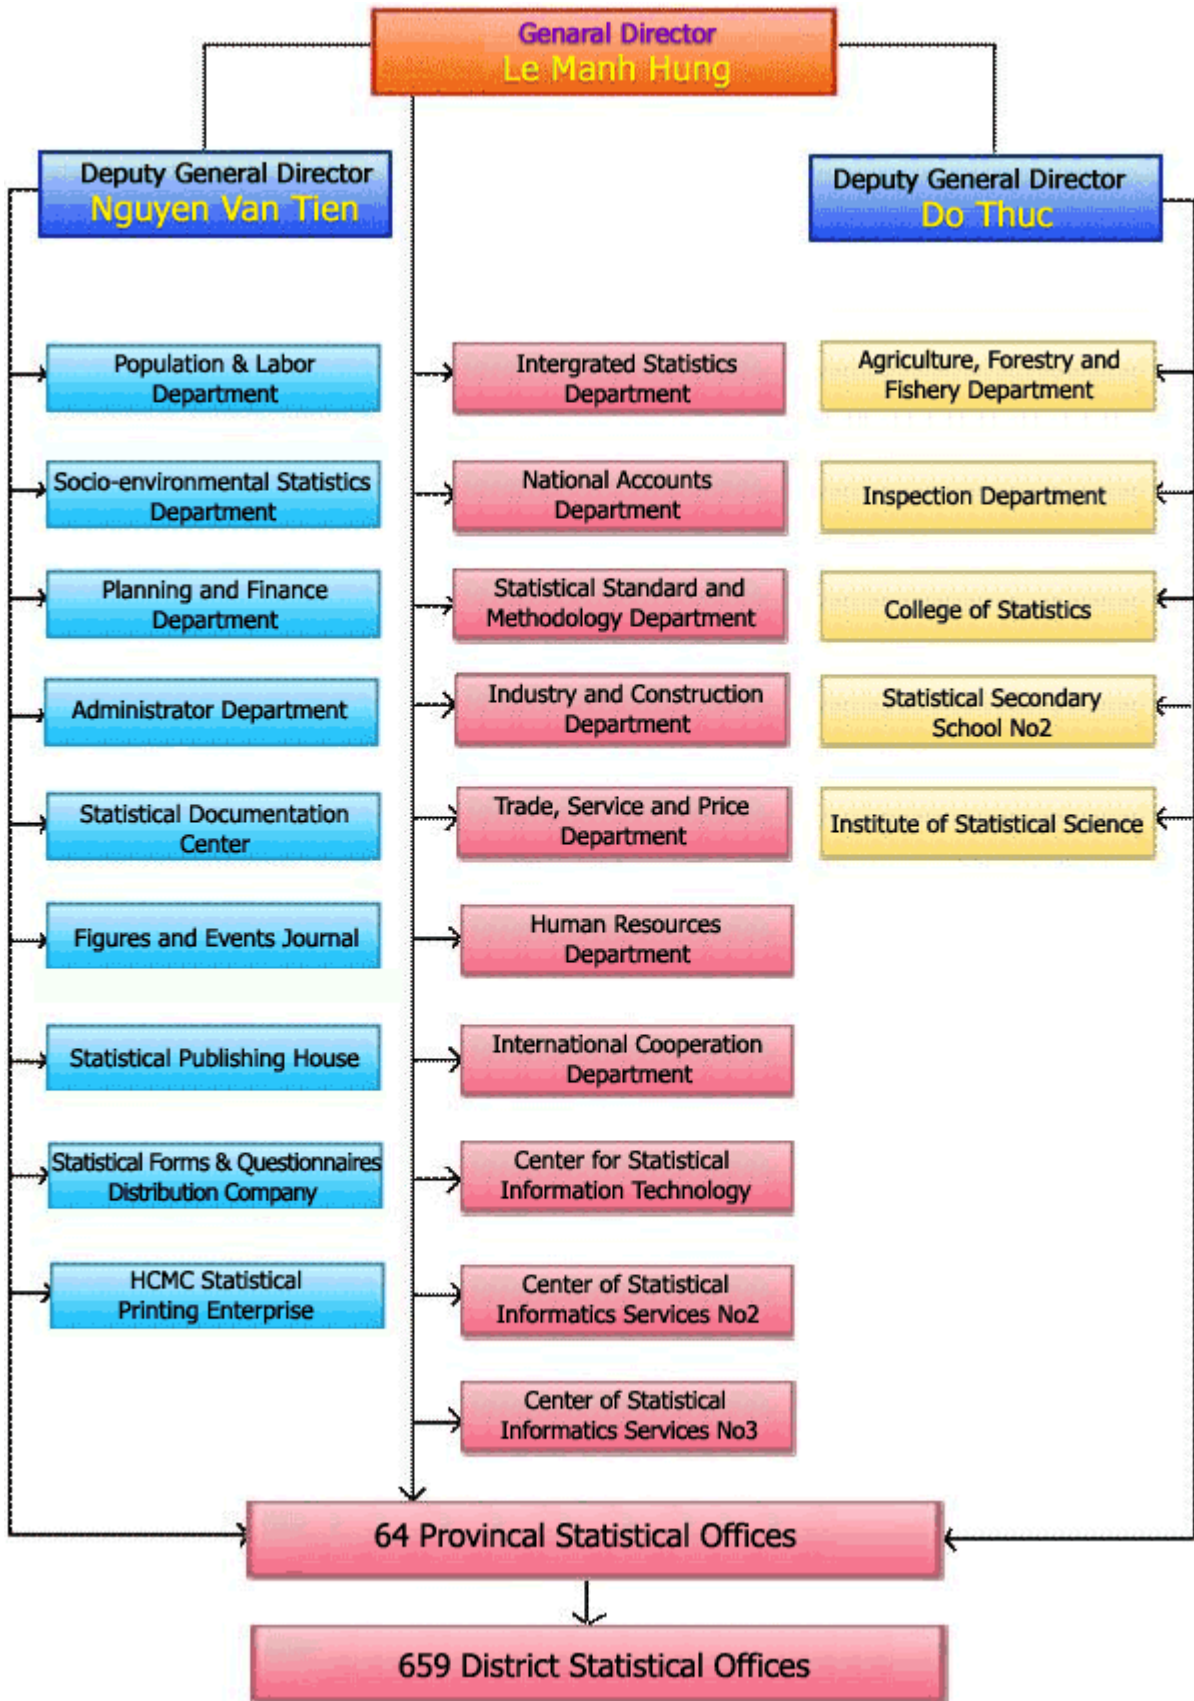 Genaral Director
Le Manh Hung
Deputy General Director
Nguyen Van Tien
Deputy General Director
Do Thuc
Population & Labor
Department
Socio-environmental Statistics
Department
Planning and Finance
Department
Administrator Department
Statistical Documentation
Center
Figures and Events Journal
Statistical Publishing House
Statistical Forms & Questionnaires
Distribution Company
HCMC Statistical
Printing Enterprise
Intergrated Statistics
Department
National Accounts
Department
Statistical Standard and
Methodology Department
Industry and Construction
Department
Trade, Service and Price
Department
Human Resources
Department
International Cooperation
Department
Center for Statistical
Information Technology
Center of Statistical
Informatics Services No2
Center of Statistical
Informatics Services No3
Agriculture, Forestry and
Fishery Department
Inspection Department
College of Statistics
Statistical Secondary
School No2
Institute of Statistical Science
64 Provincal Statistical Offices
659 District Statistical Offices